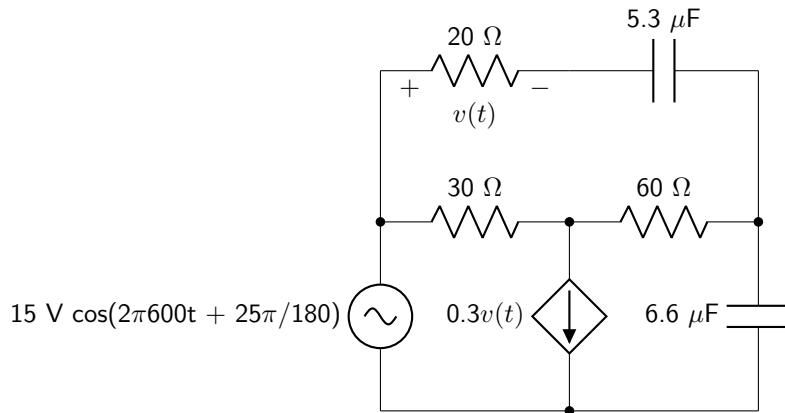 5.3 μF
20 Ω
+ −
v(t)
30 Ω 60 Ω
15 V cos(2π600t + 25π/180) 0.3v(t) 6.6 μF